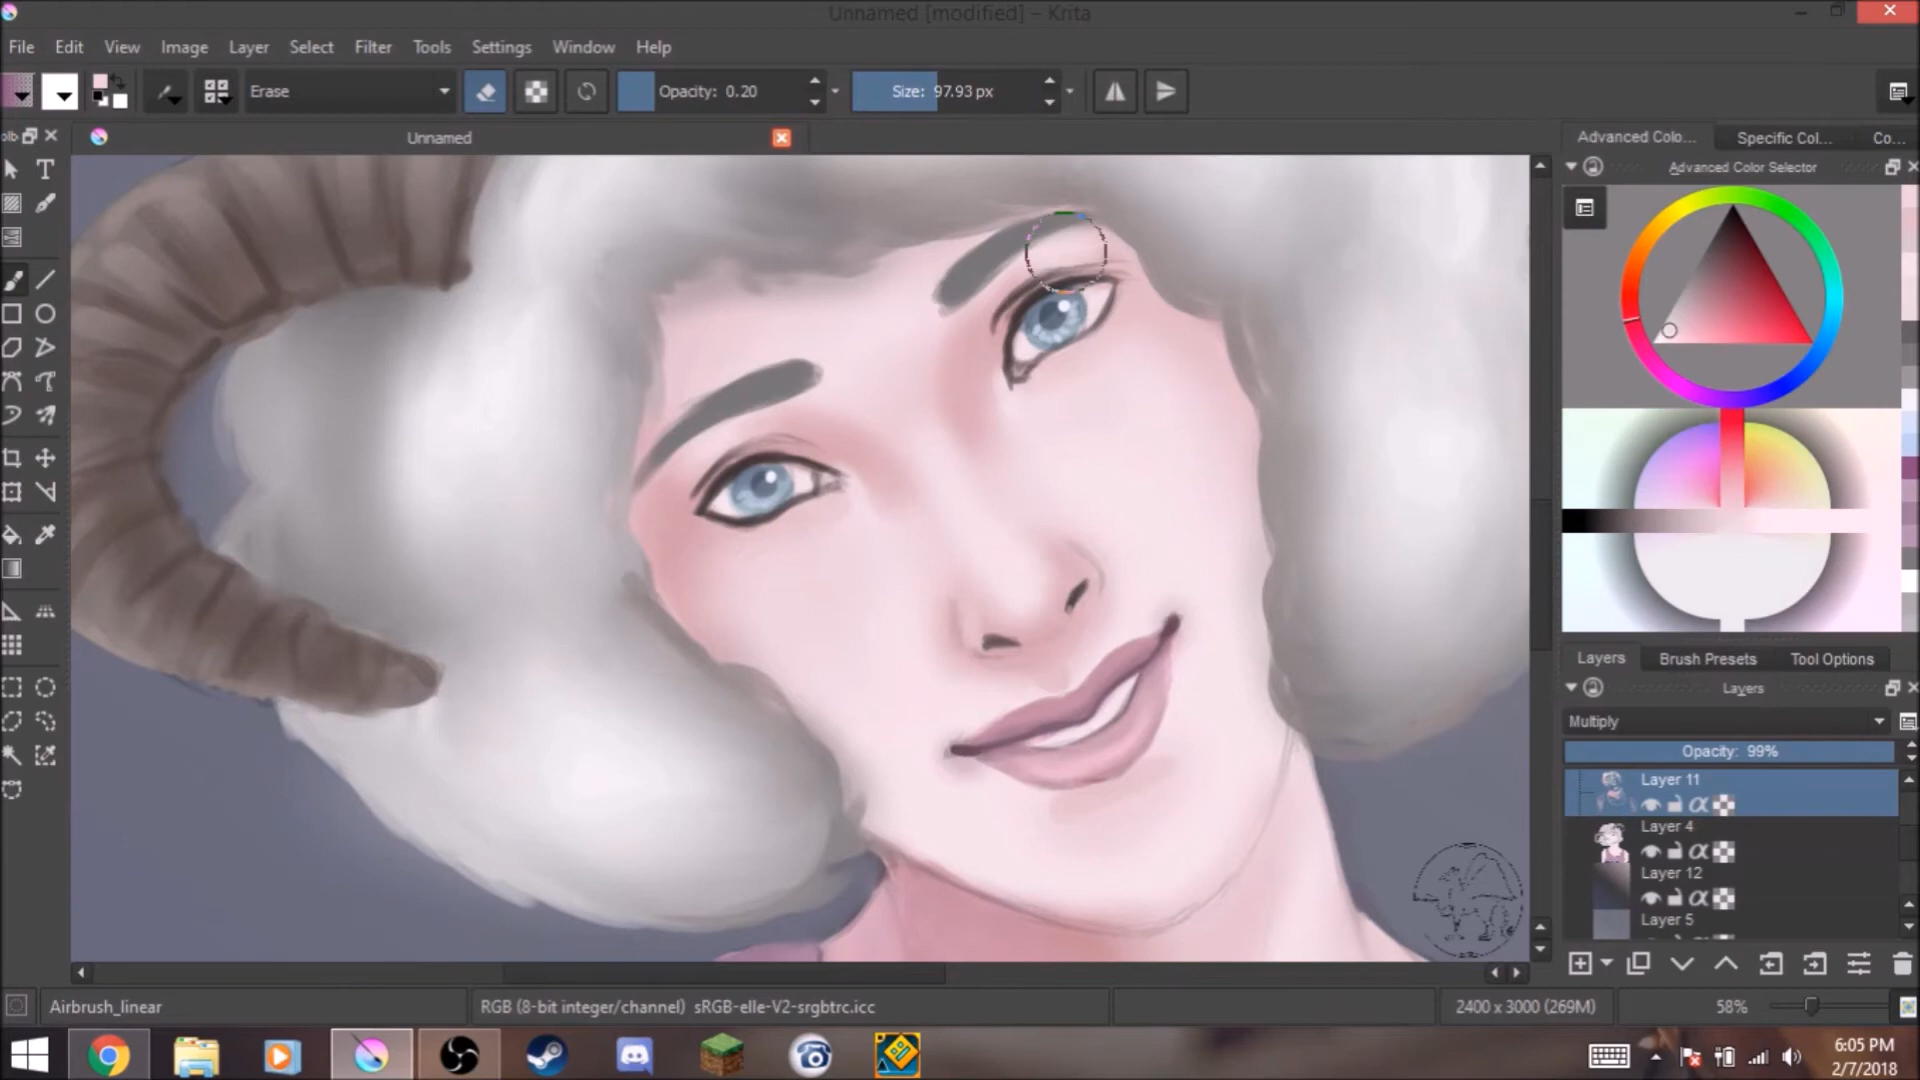 Unnamed [modified] – Krita
File Edit View Image Layer Select Filter Tools Settings Window Help
Erase Opacity: 0.20 Size: 97.93 px
Unnamed
Advanced Colo... Specific Col... Co...
Advanced Color Selector
Layers Brush Presets Tool Options
Layers
Multiply
Opacity: 99%
Layer 11
Layer 4
Layer 12
Layer 5
Airbrush_linear RGB (8-bit integer/channel) sRGB-elle-V2-srgbtrc.icc 2400 x 3000 (269M) 58%
6:05 PM
2/7/2018